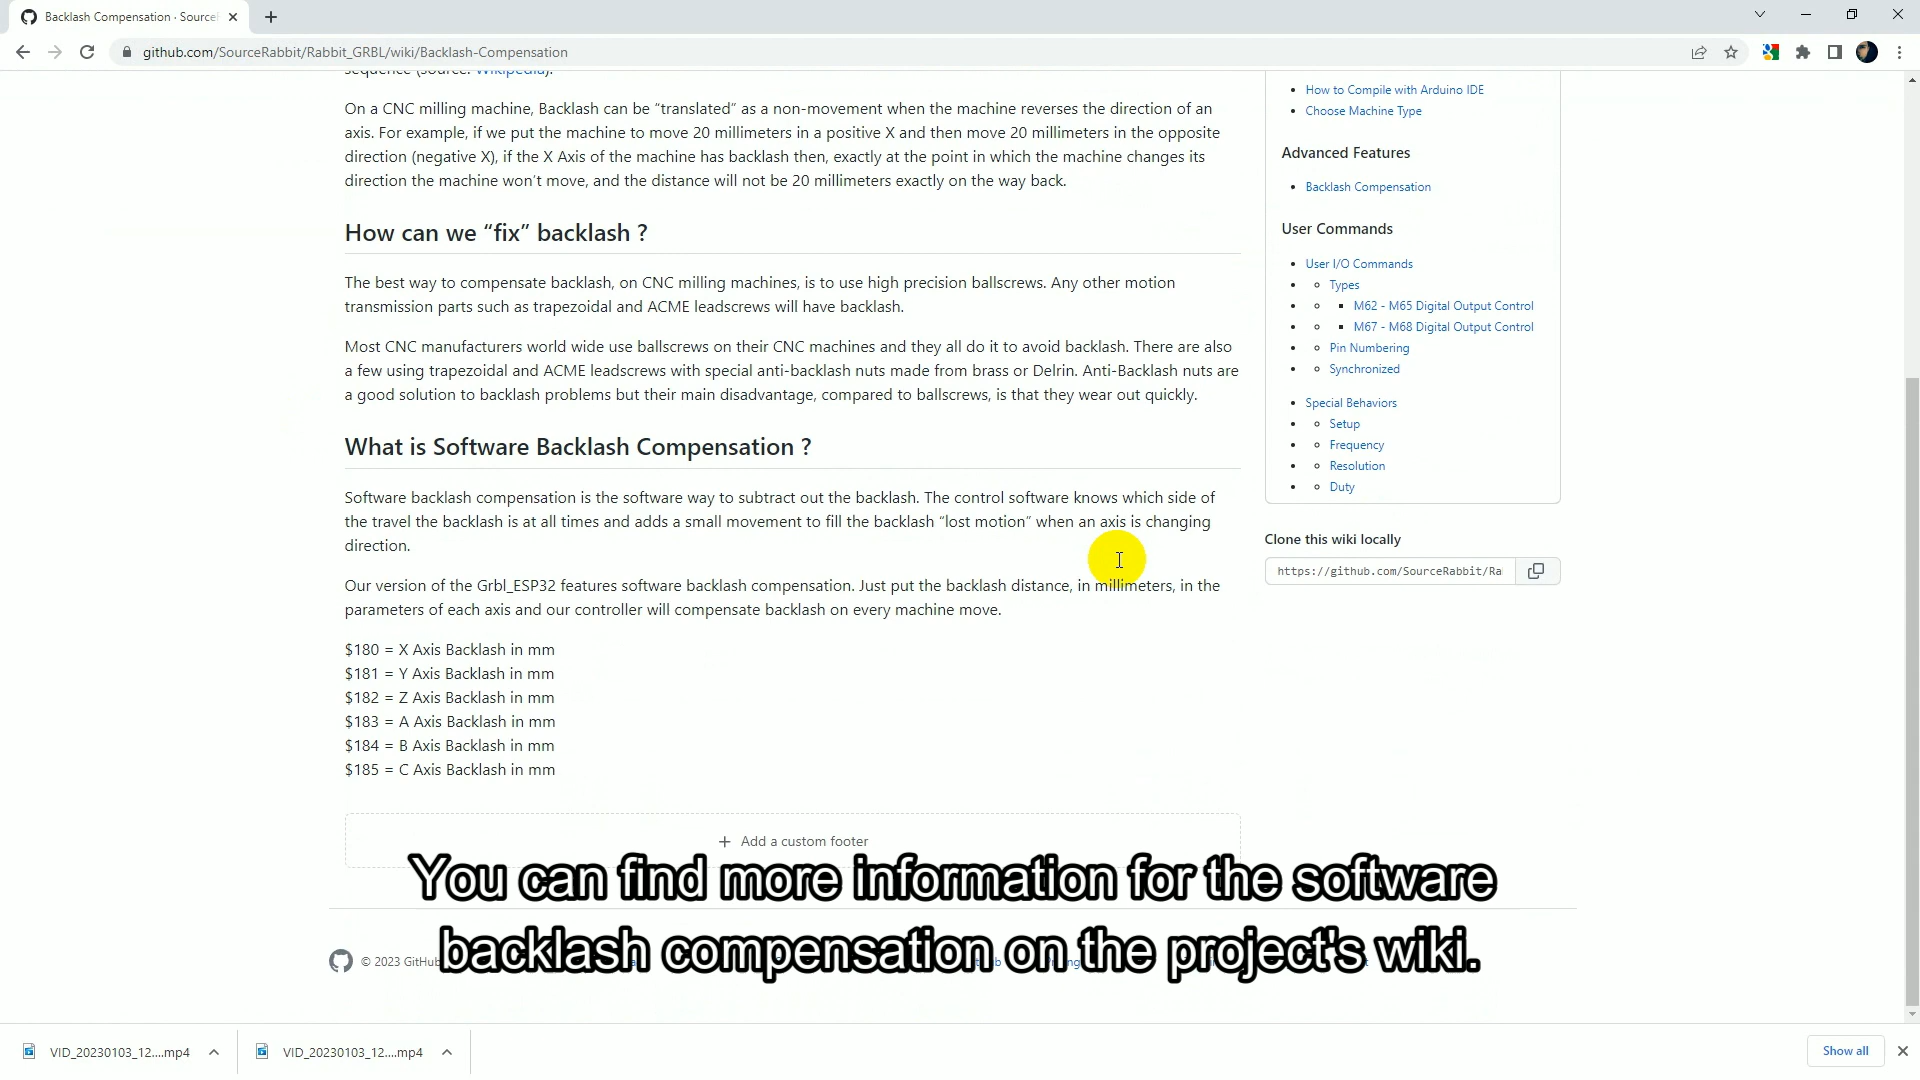 Backlash Compensation · Source
github.com/SourceRabbit/Rabbit_GRBL/wiki/Backlash-Compensation
sequence (source: Wikipedia).
On a CNC milling machine, Backlash can be “translated” as a non-movement when the machine reverses the direction of an
axis. For example, if we put the machine to move 20 millimeters in a positive X and then move 20 millimeters in the opposite
direction (negative X), if the X Axis of the machine has backlash then, exactly at the point in which the machine changes its
direction the machine won't move, and the distance will not be 20 millimeters exactly on the way back.
How can we “fix” backlash ?
The best way to compensate backlash, on CNC milling machines, is to use high precision ballscrews. Any other motion
transmission parts such as trapezoidal and ACME leadscrews will have backlash.
Most CNC manufacturers world wide use ballscrews on their CNC machines and they all do it to avoid backlash. There are also
a few using trapezoidal and ACME leadscrews with special anti-backlash nuts made from brass or Delrin. Anti-Backlash nuts are
a good solution to backlash problems but their main disadvantage, compared to ballscrews, is that they wear out quickly.
What is Software Backlash Compensation ?
Software backlash compensation is the software way to subtract out the backlash. The control software knows which side of
the travel the backlash is at all times and adds a small movement to fill the backlash “lost motion” when an axis is changing
direction.
Our version of the Grbl_ESP32 features software backlash compensation. Just put the backlash distance, in millimeters, in the
parameters of each axis and our controller will compensate backlash on every machine move.
$180 = X Axis Backlash in mm
$181 = Y Axis Backlash in mm
$182 = Z Axis Backlash in mm
$183 = A Axis Backlash in mm
$184 = B Axis Backlash in mm
$185 = C Axis Backlash in mm
Add a custom footer
How to Compile with Arduino IDE
Choose Machine Type
Advanced Features
Backlash Compensation
User Commands
User I/O Commands
Types
M62 - M65 Digital Output Control
M67 - M68 Digital Output Control
Pin Numbering
Synchronized
Special Behaviors
Setup
Frequency
Resolution
Duty
Clone this wiki locally
https://github.com/SourceRabbit/Ra
You can find more information for the software
backlash compensation on the project's wiki.
© 2023 GitHub
VID_20230103_12....mp4
VID_20230103_12....mp4
Show all